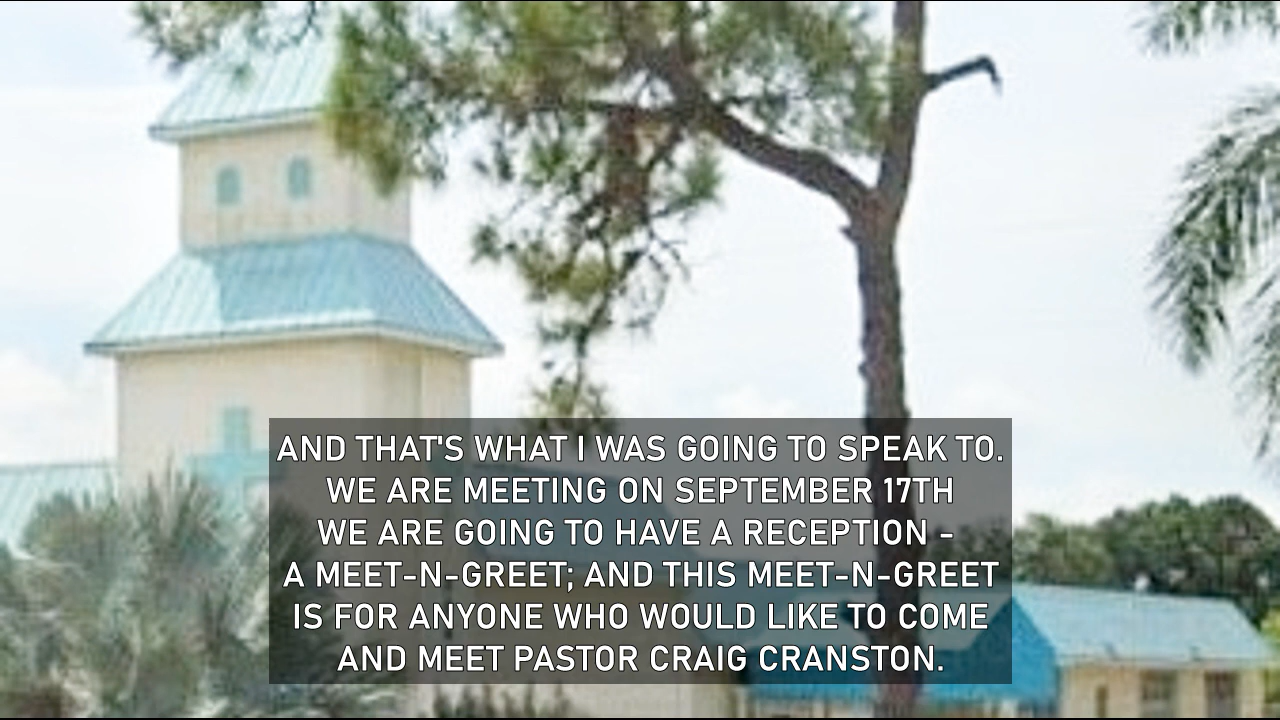 AND THAT'S WHAT I WAS GOING TO SPEAK TO.
WE ARE MEETING ON SEPTEMBER 17TH
WE ARE GOING TO HAVE A RECEPTION -
A MEET-N-GREET; AND THIS MEET-N-GREET
IS FOR ANYONE WHO WOULD LIKE TO COME
AND MEET PASTOR CRAIG CRANSTON.